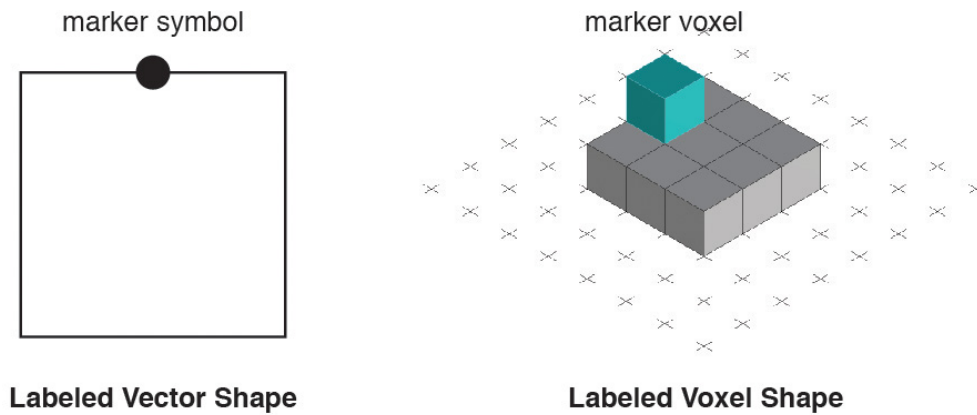 marker symbol
marker voxel
Labeled Vector Shape
Labeled Voxel Shape